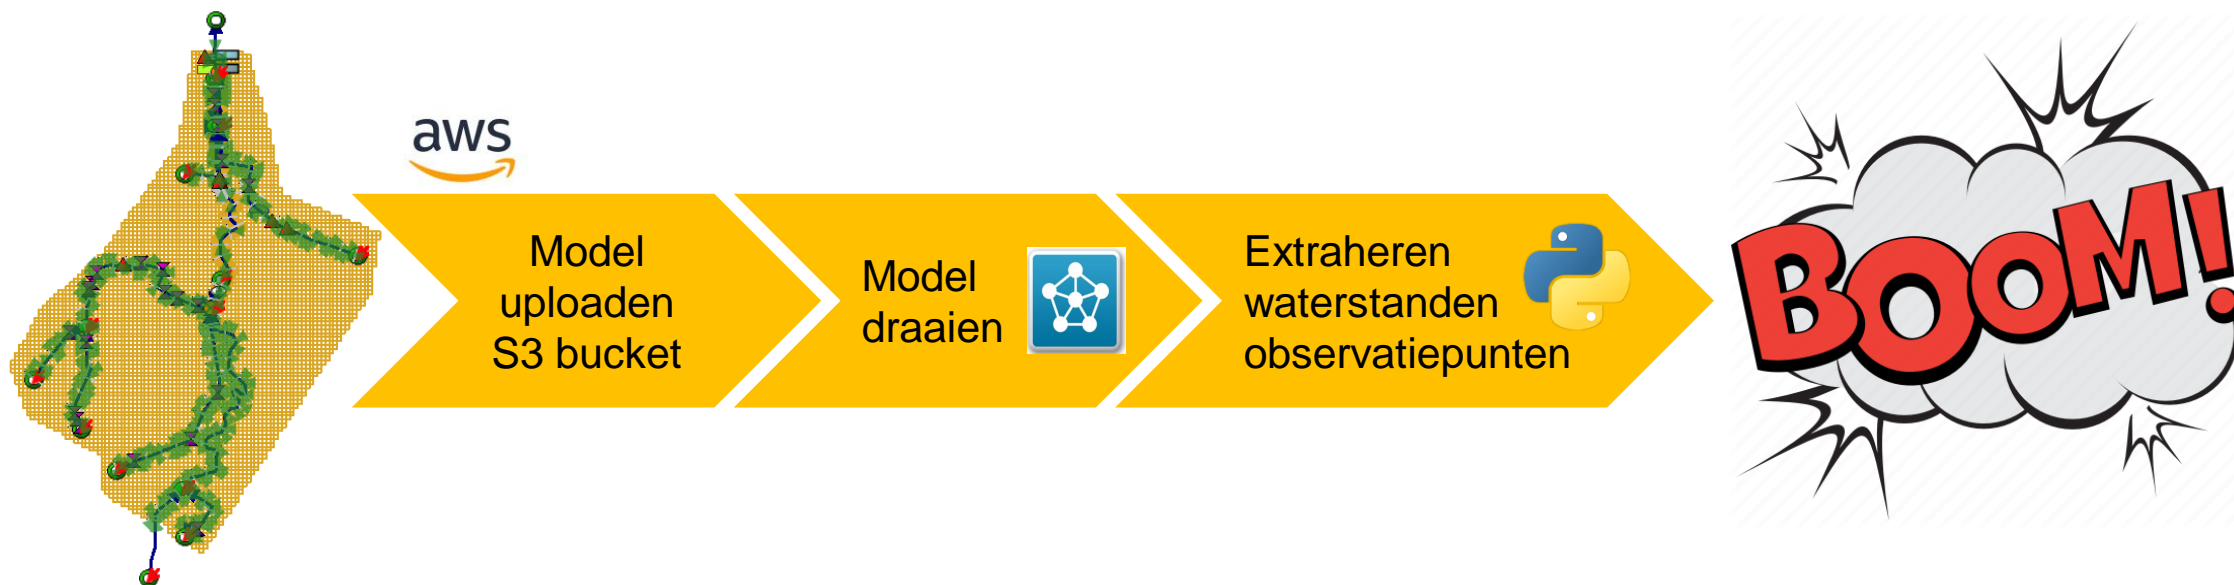 aws
Model
uploaden
S3 bucket
Model
draaien
Extraheren
waterstanden
observatiepunten
BOOM!